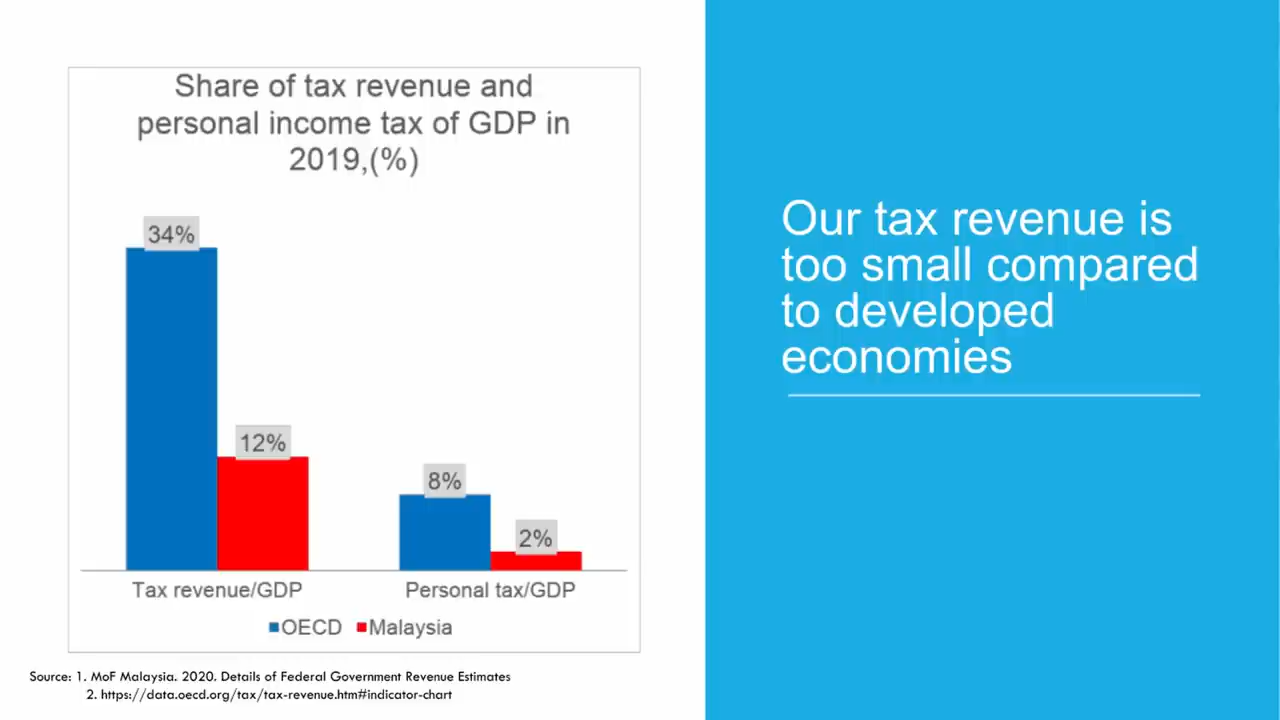 Share of tax revenue and
personal income tax of GDP in
2019,(%)
34%
12%
8%
2%
Tax revenue/GDP
Personal tax/GDP
OECD
Malaysia
Source: 1. MoF Malaysia. 2020. Details of Federal Government Revenue Estimates
2. https://data.oecd.org/tax/tax-revenue.htm#indicator-chart
Our tax revenue is
too small compared
to developed
economies